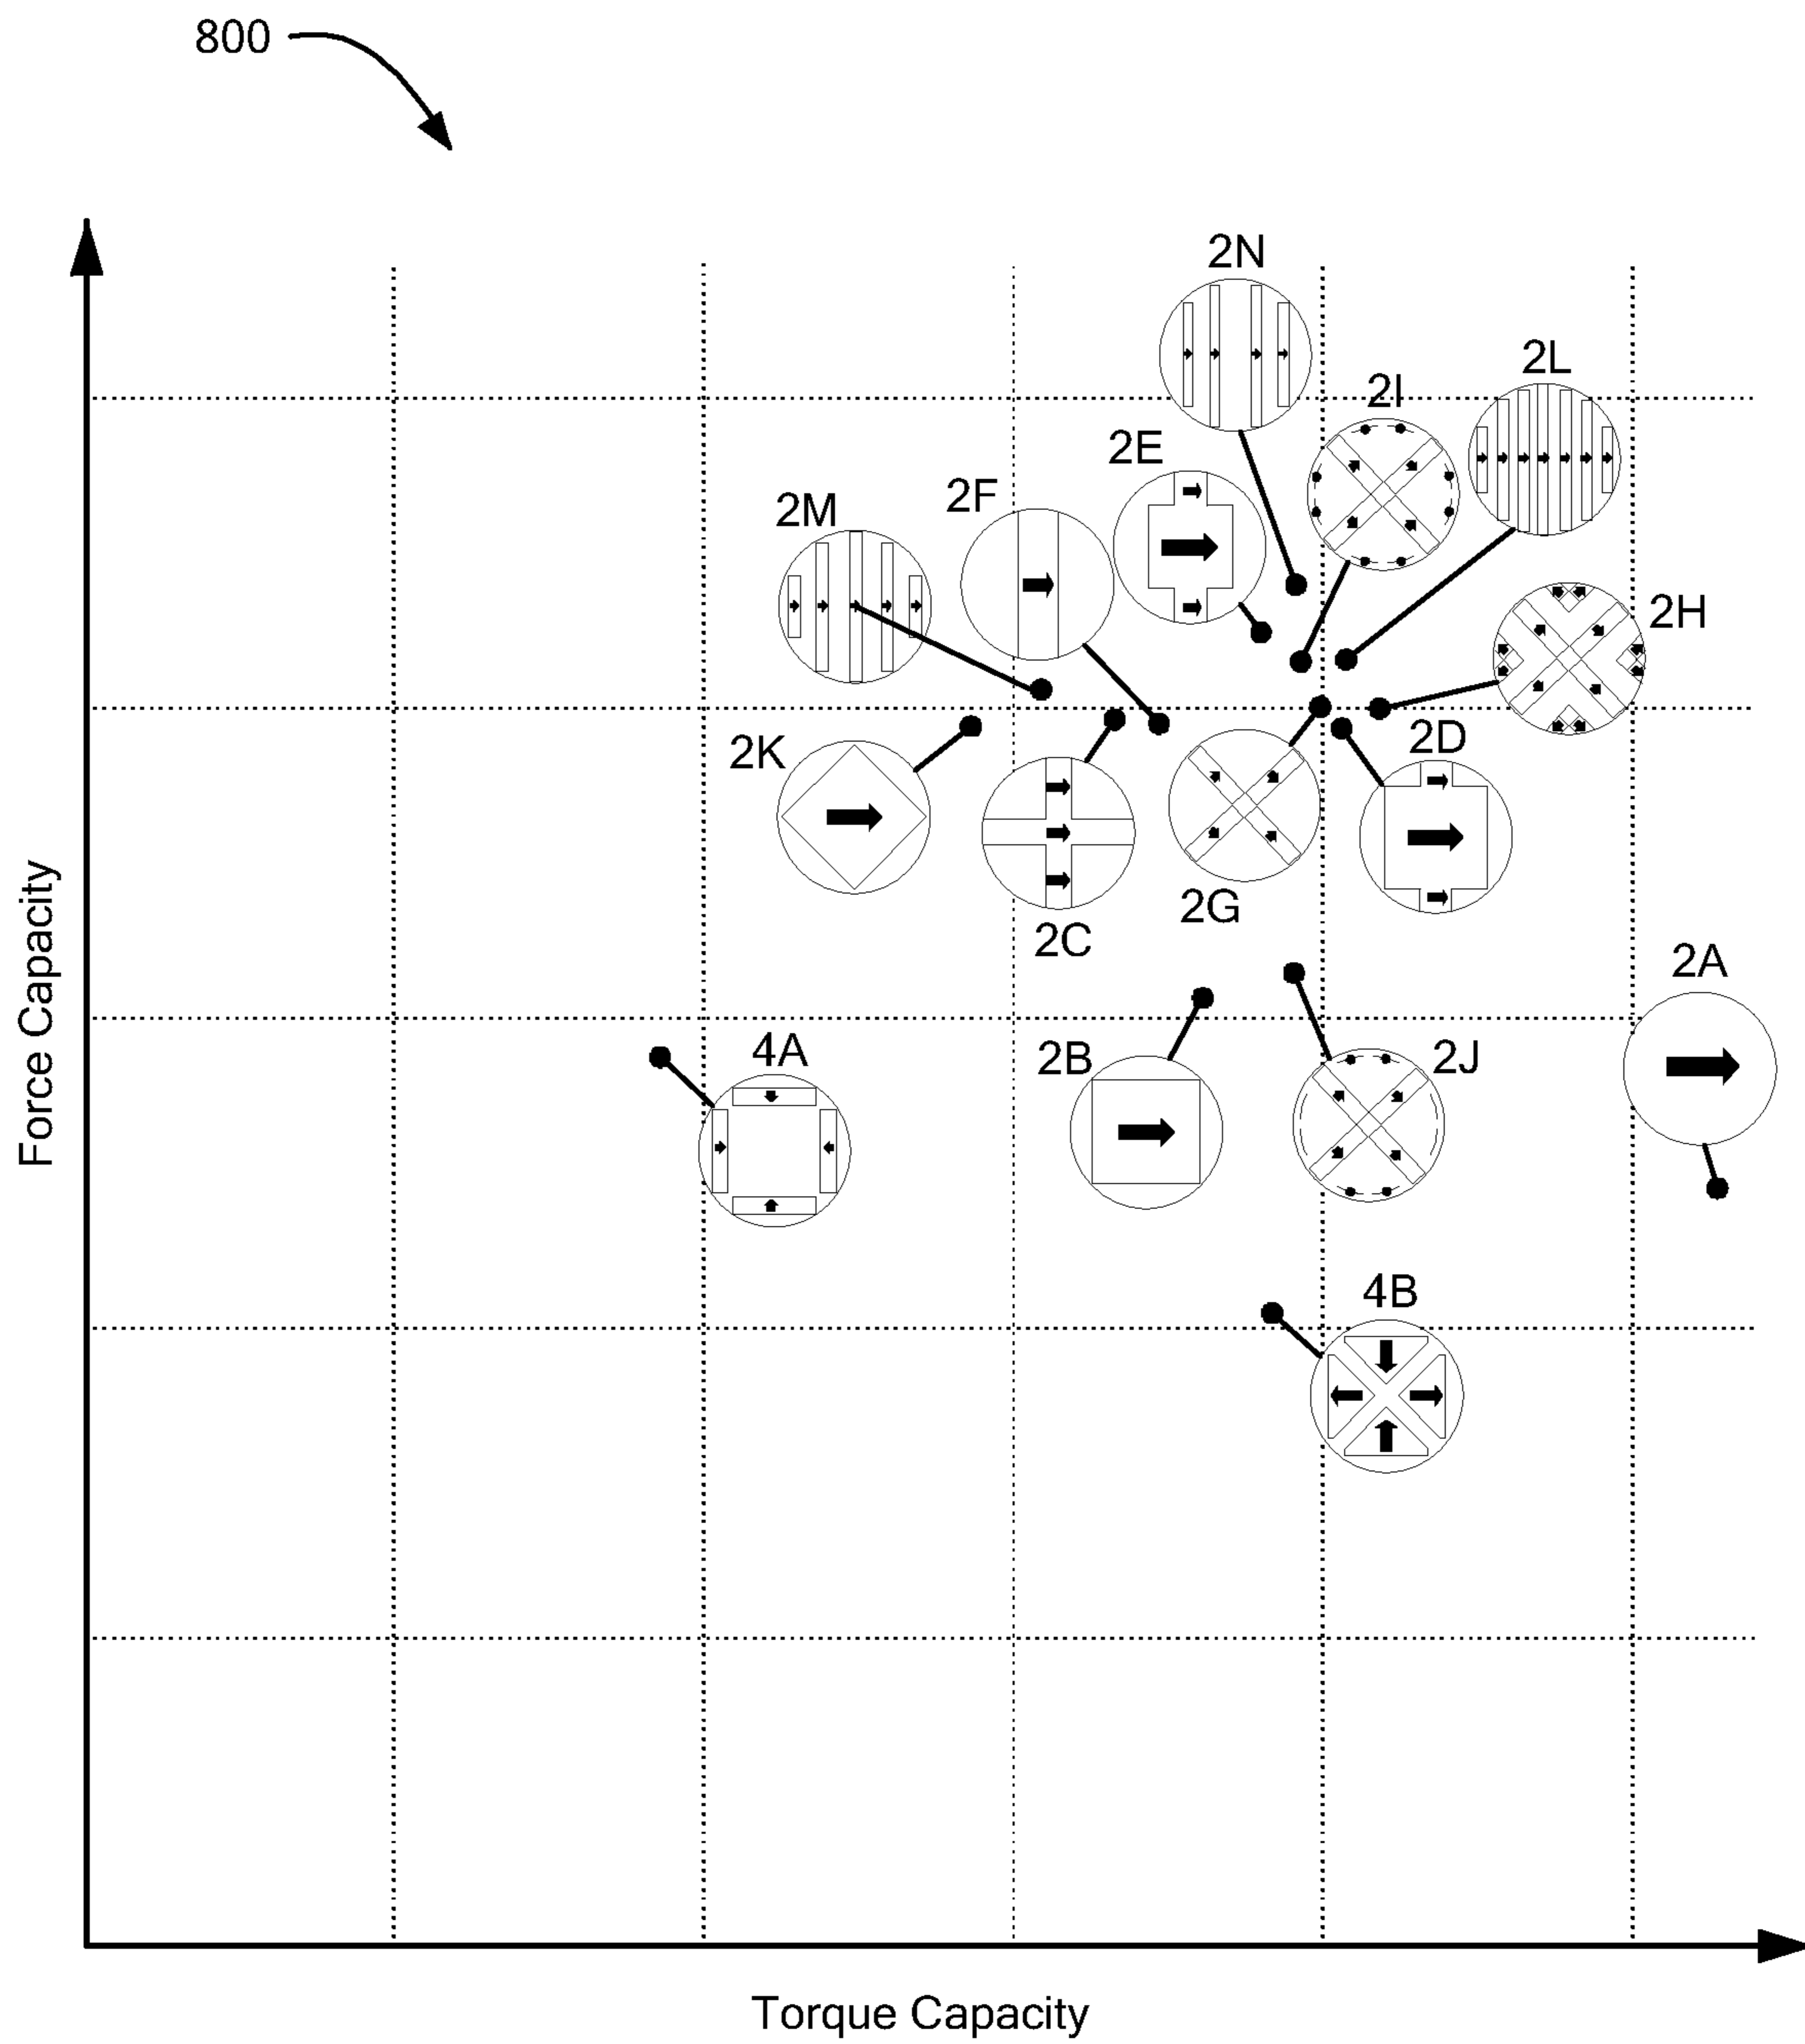 800
2N
2L
2I
2E
2F
2M
2H
2D
2K
2G
2C
2A
4A
2B
2J
4B
Force Capacity
Torque Capacity